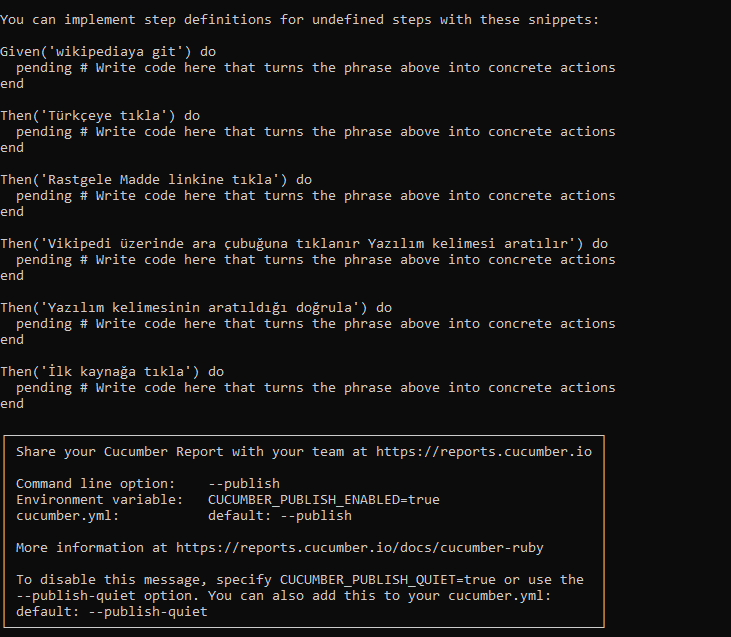 You can implement step definitions for undefined steps with these snippets:
Given('wikipediaya git') do
  pending # Write code here that turns the phrase above into concrete actions
end
Then('Türkçeye tıkla') do
  pending # Write code here that turns the phrase above into concrete actions
end
Then('Rastgele Madde linkine tıkla') do
  pending # Write code here that turns the phrase above into concrete actions
end
Then('Vikipedi üzerinde ara çubuğuna tıklanır Yazılım kelimesi aratılır') do
  pending # Write code here that turns the phrase above into concrete actions
end
Then('Yazılım kelimesinin aratıldığı doğrula') do
  pending # Write code here that turns the phrase above into concrete actions
end
Then('İlk kaynağa tıkla') do
  pending # Write code here that turns the phrase above into concrete actions
end
Share your Cucumber Report with your team at https://reports.cucumber.io
Command line option:    --publish
Environment variable:   CUCUMBER_PUBLISH_ENABLED=true
cucumber.yml:           default: --publish
More information at https://reports.cucumber.io/docs/cucumber-ruby
To disable this message, specify CUCUMBER_PUBLISH_QUIET=true or use the
--publish-quiet option. You can also add this to your cucumber.yml:
default: --publish-quiet